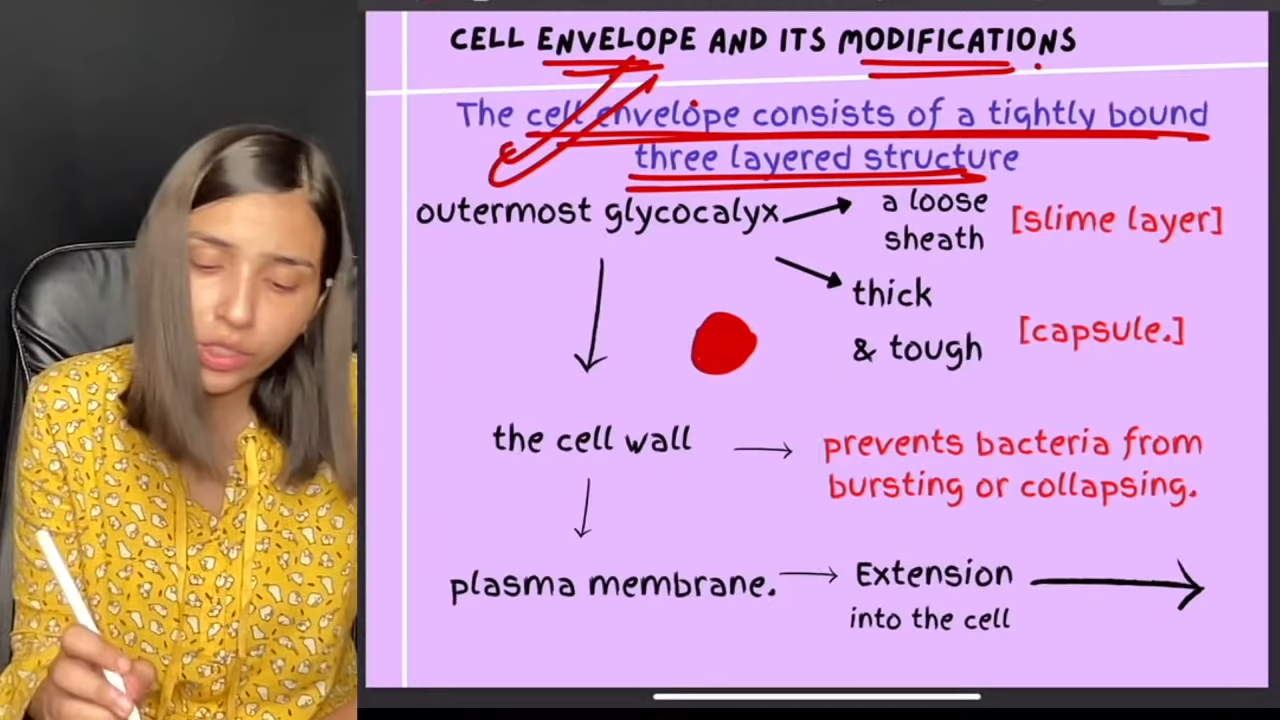 CELL ENVELOPE AND ITS MODIFICATIONS
The cell envelope consists of a tightly bound
three layered structure
outermost glycocalyx
a loose
sheath
[slime layer]
thick
& tough
[capsule.]
the cell wall
prevents bacteria from
bursting or collapsing.
plasma membrane.
Extension
into the cell